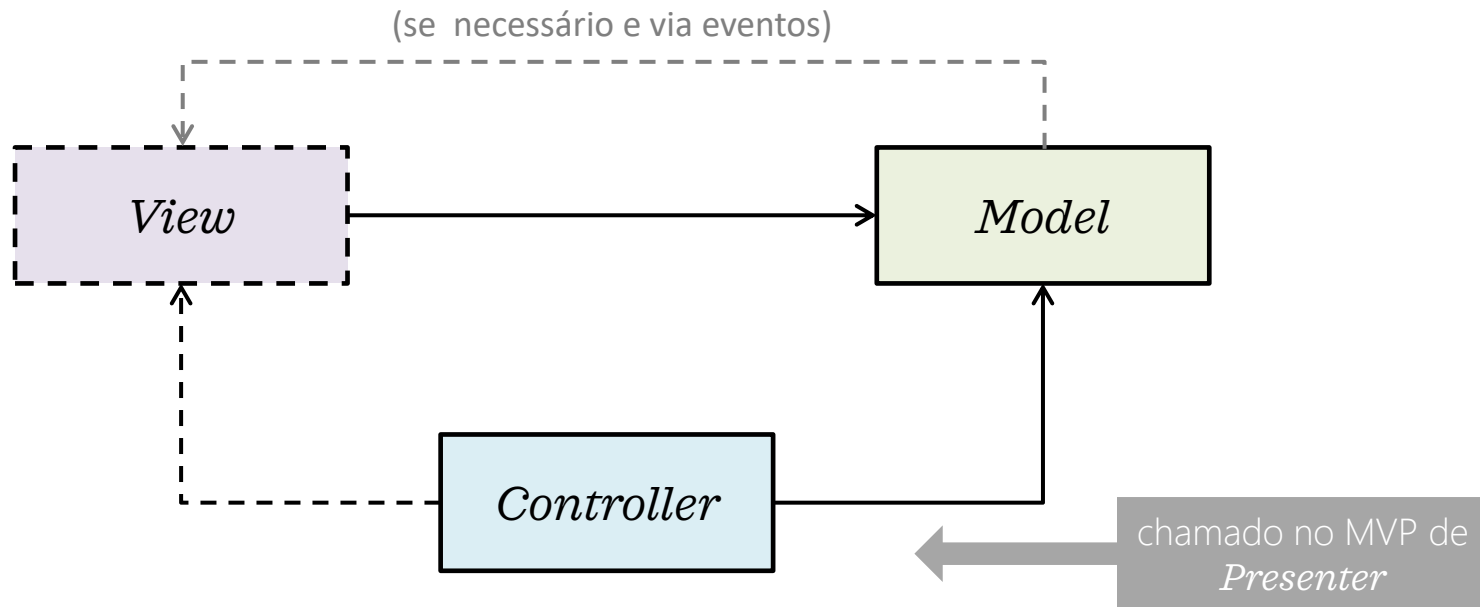 (se necessário e via eventos)
View
Model
Controller
chamado no MVP de
Presenter